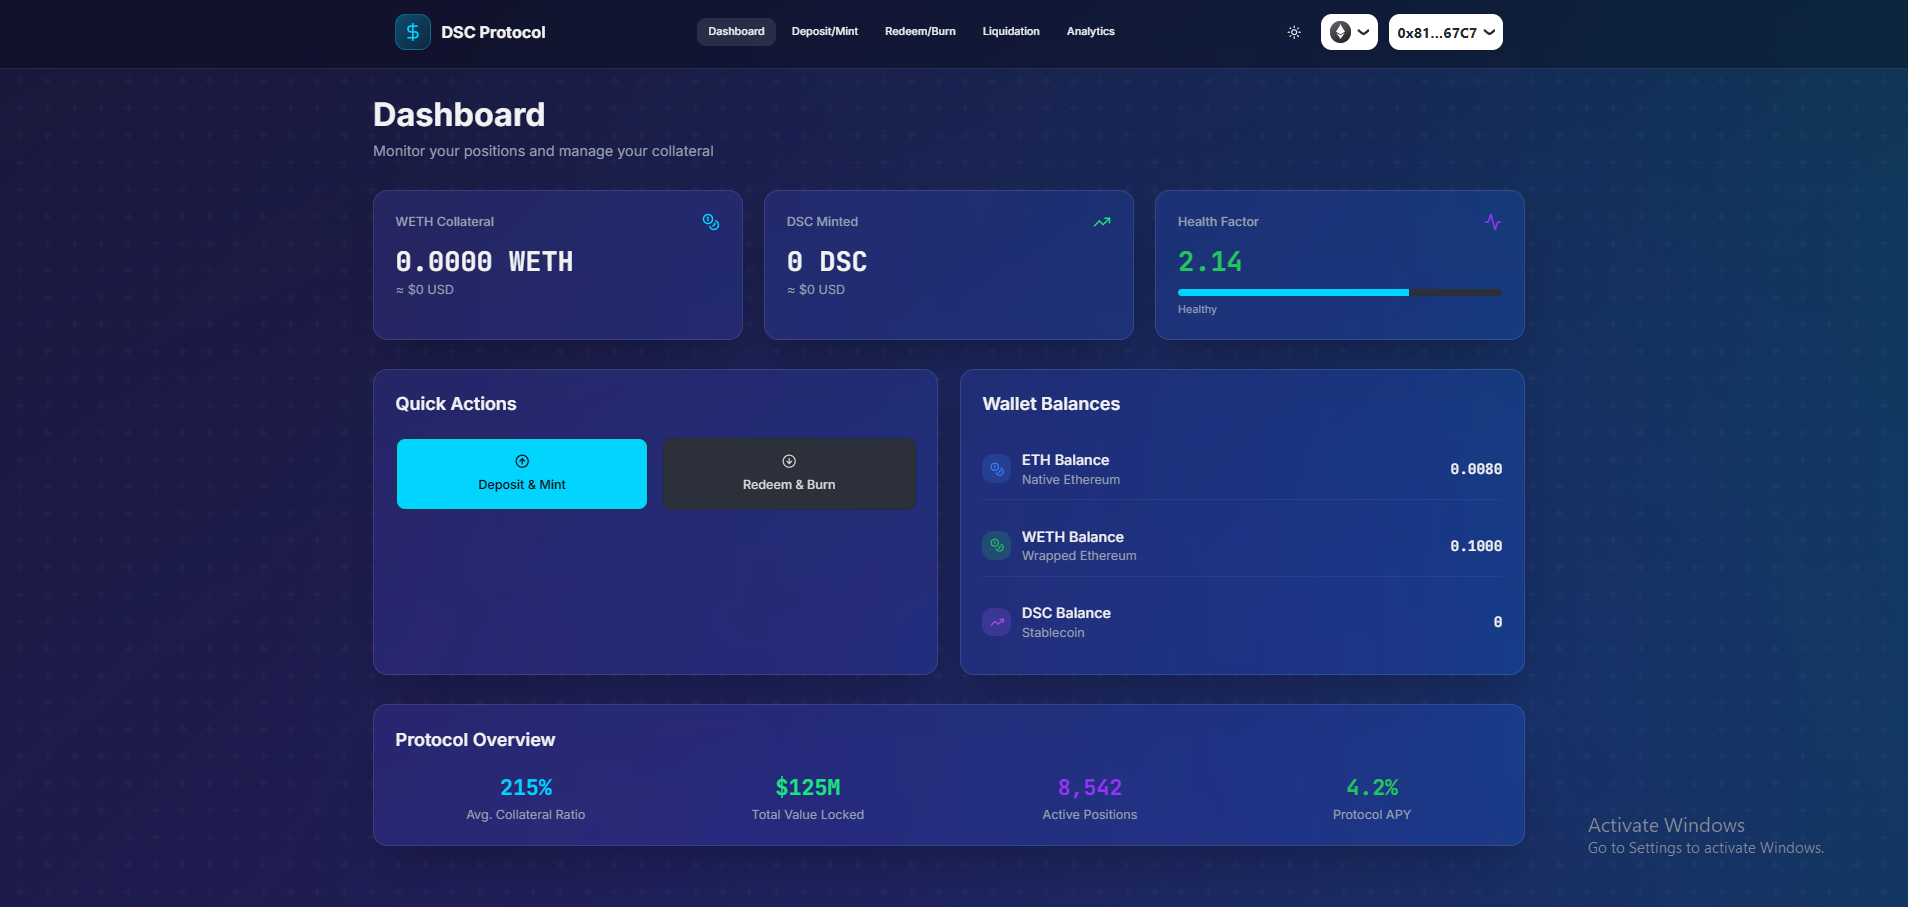 DSC Protocol
Dashboard
Deposit/Mint
Redeem/Burn
Liquidation
Analytics
0x81...67C7
Dashboard
Monitor your positions and manage your collateral
WETH Collateral
0.0000 WETH
≈ $0 USD
DSC Minted
0 DSC
≈ $0 USD
Health Factor
2.14
Healthy
Quick Actions
Deposit & Mint
Redeem & Burn
Wallet Balances
ETH Balance
Native Ethereum
0.0080
WETH Balance
Wrapped Ethereum
0.1000
DSC Balance
Stablecoin
0
Protocol Overview
215%
Avg. Collateral Ratio
$125M
Total Value Locked
8,542
Active Positions
4.2%
Protocol APY
Activate Windows
Go to Settings to activate Windows.